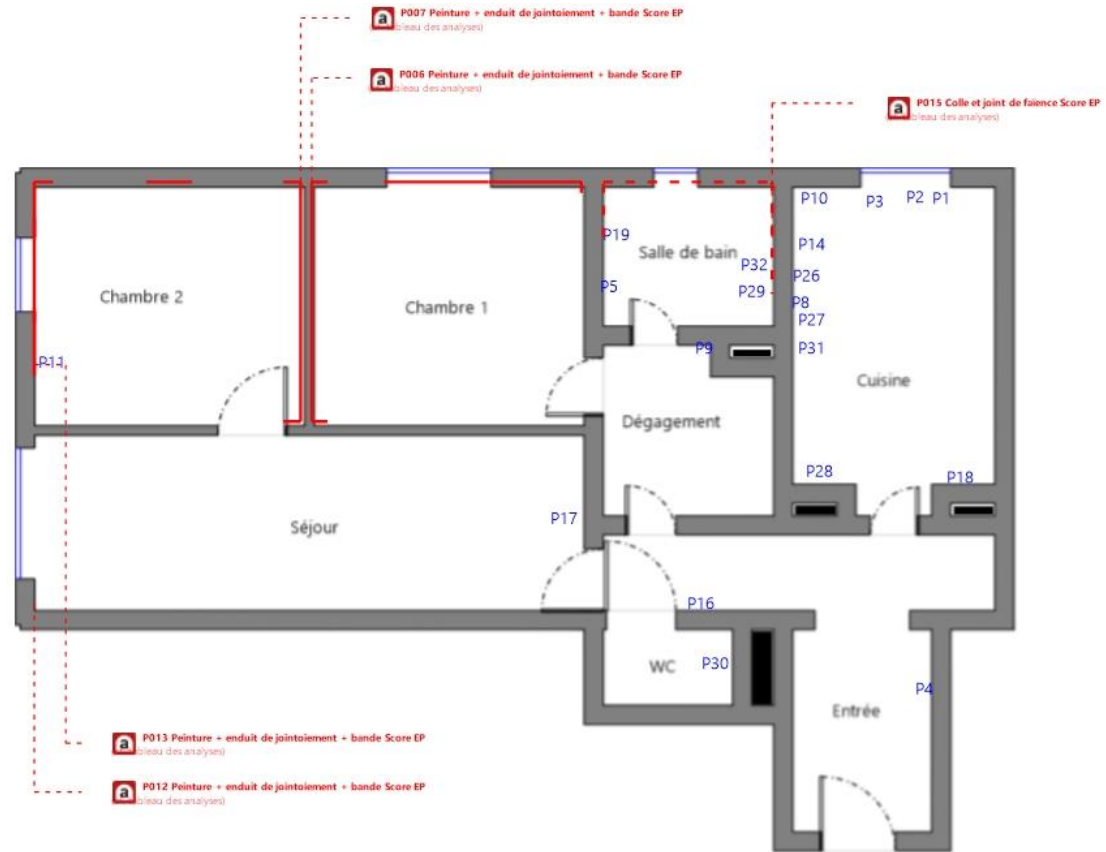 a P007 Peinture + enduit de jointoiement + bande Score EP
bleau des analyses)
a P006 Peinture + enduit de jointoiement + bande Score EP
bleau des analyses)
a P015 Colle et joint de faïence Score EP
bleau des analyses)
P10 P3 P2 P1
P19 Salle de bain P14
P32 P26
P5 P29 P8
Chambre 2 Chambre 1 P27
P11 P9 P31
Cuisine
Dégagement
P28 P18
Séjour P17
P16
WC P30
P4
Entrée
a P013 Peinture + enduit de jointoiement + bande Score EP
bleau des analyses)
a P012 Peinture + enduit de jointoiement + bande Score EP
bleau des analyses)